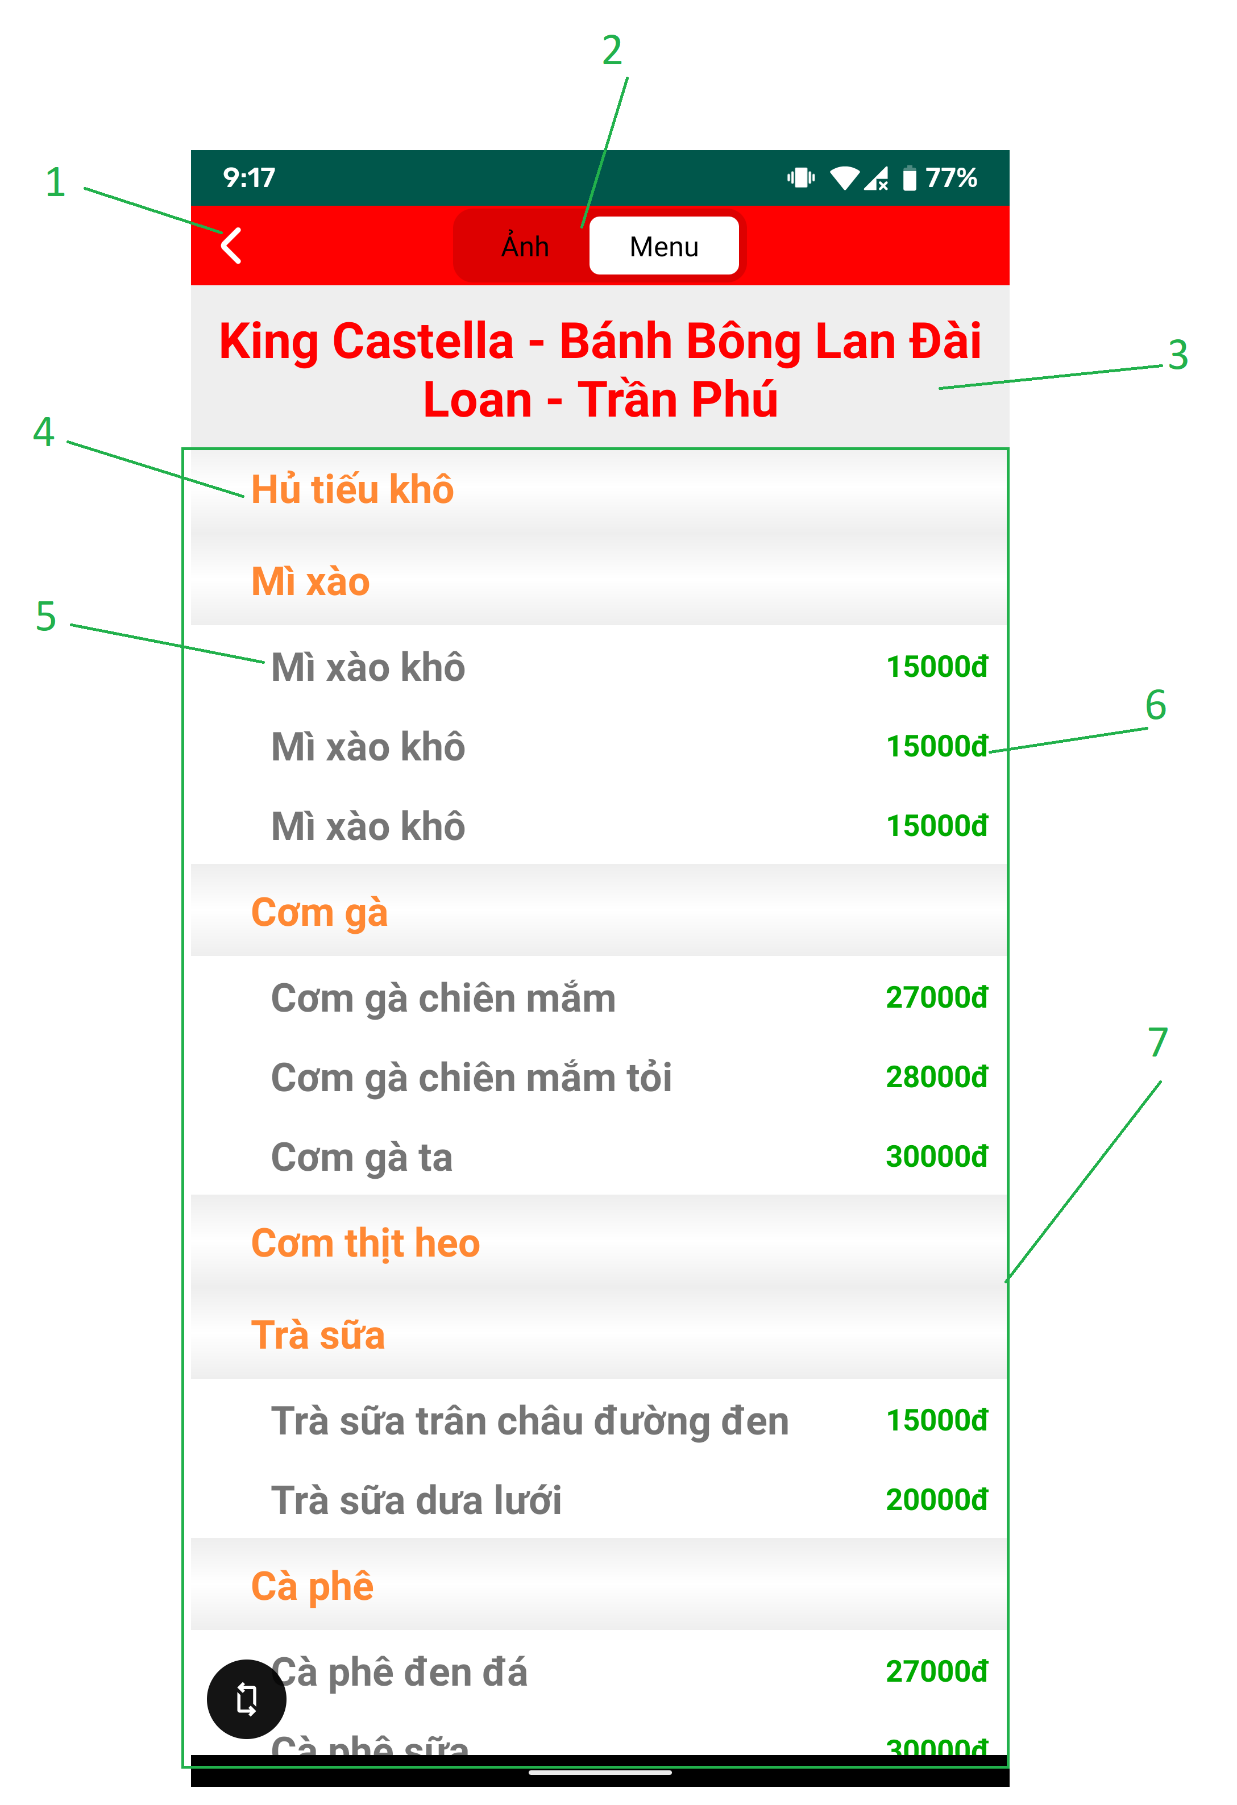 2
1
9:17 77%
Ảnh Menu
King Castella - Bánh Bông Lan Đài
Loan - Trần Phú
3
4
Hủ tiếu khô
Mì xào
5
Mì xào khô 15000đ
6
Mì xào khô 15000đ
Mì xào khô 15000đ
Cơm gà
Cơm gà chiên mắm 27000đ
7
Cơm gà chiên mắm tỏi 28000đ
Cơm gà ta 30000đ
Cơm thịt heo
Trà sữa
Trà sữa trân châu đường đen 15000đ
Trà sữa dưa lưới 20000đ
Cà phê
Cà phê đen đá 27000đ
Cà phê sữa 30000đ